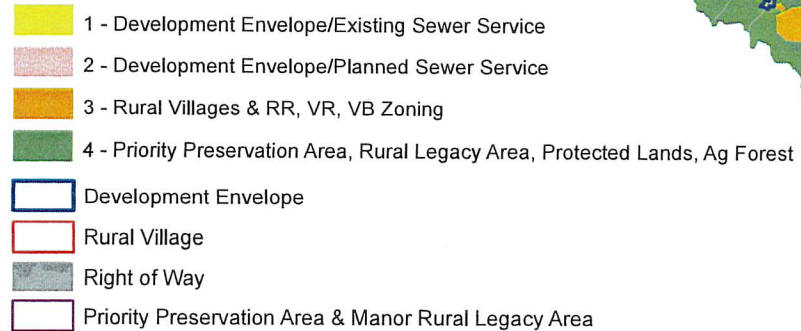 1 - Development Envelope/Existing Sewer Service
2 - Development Envelope/Planned Sewer Service
3 - Rural Villages & RR, VR, VB Zoning
4 - Priority Preservation Area, Rural Legacy Area, Protected Lands, Ag Forest
Development Envelope
Rural Village
Right of Way
Priority Preservation Area & Manor Rural Legacy Area